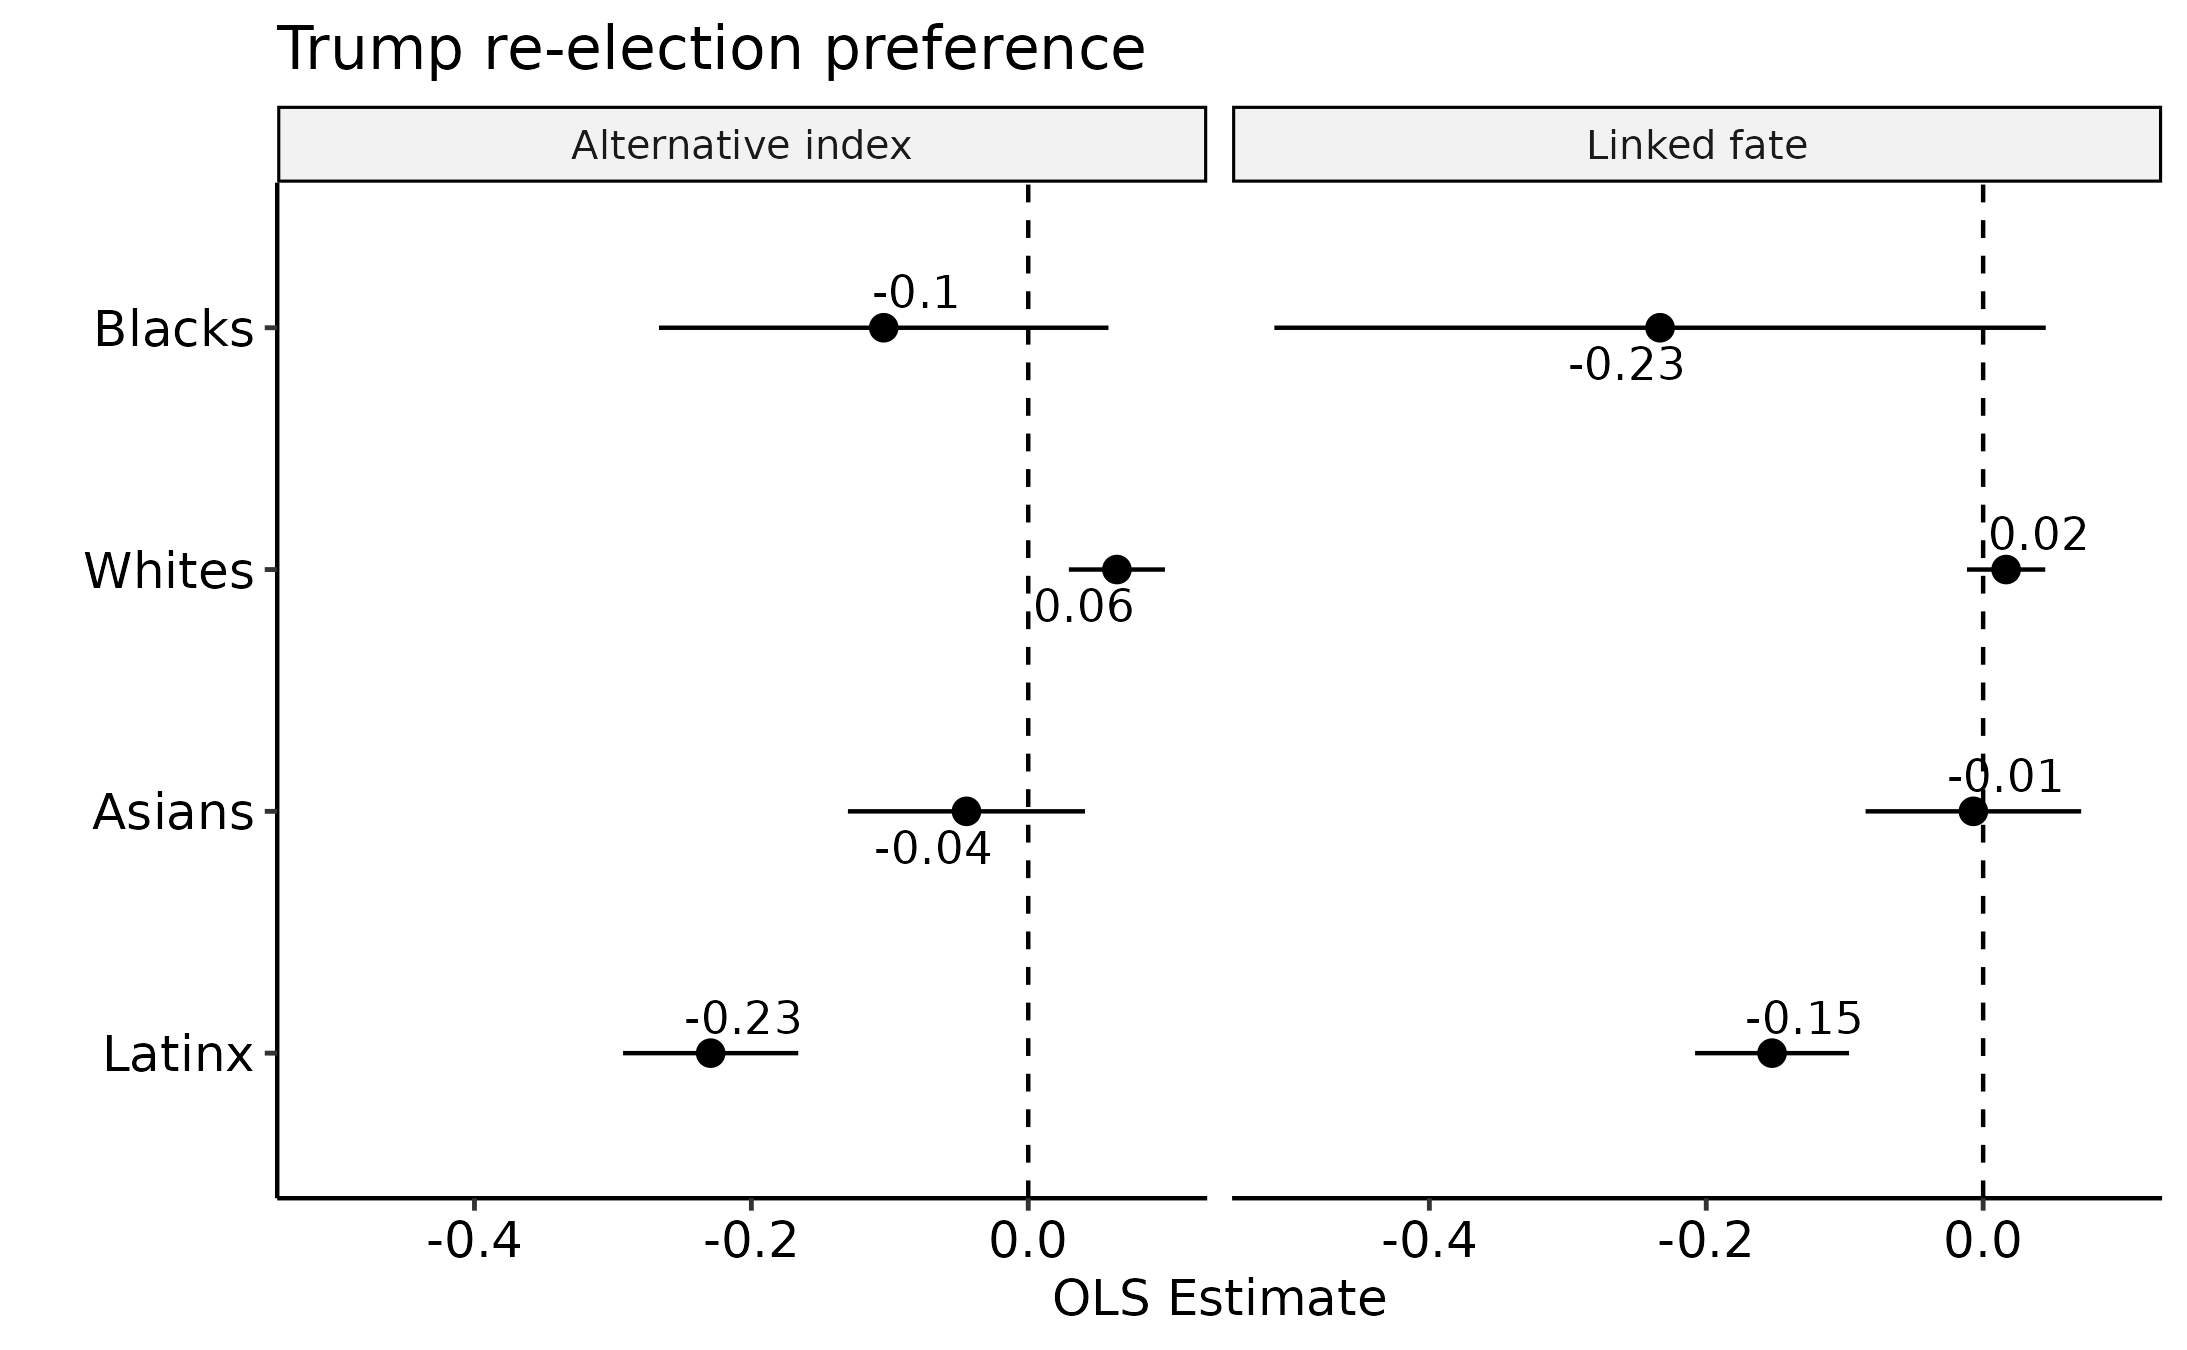 Trump re-election preference
Alternative index
Linked fate
Blacks
-0.1
-0.23
Whites
0.06
0.02
Asians
-0.04
-0.01
Latinx
-0.23
-0.15
-0.4 -0.2 0.0 -0.4 -0.2 0.0
OLS Estimate